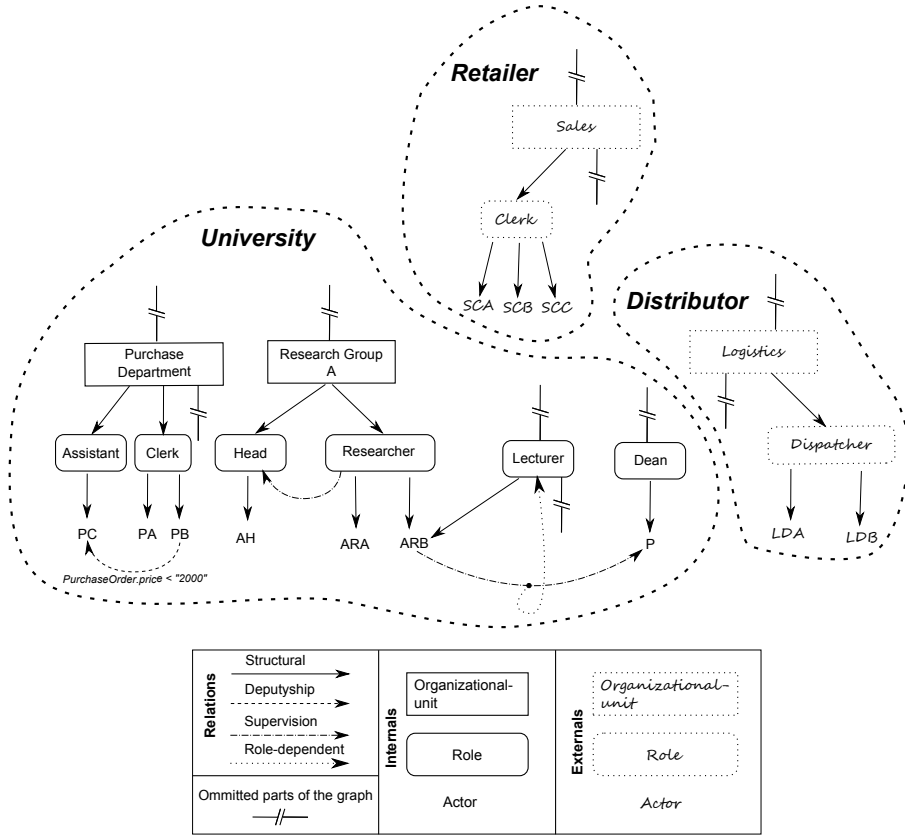 Retailer
Sales
Clerk
SCA SCB SCC
University
Distributor
Logistics
Dispatcher
LDA LDB
Purchase
Department
Research Group
A
Assistant
Clerk
Head
Researcher
Lecturer
Dean
PC
PA
PB
AH
ARA
ARB
P
PurchaseOrder.price < "2000"
Relations
Structural
Deputyship
Supervision
Role-dependent
Ommitted parts of the graph
Internals
Organizational-
unit
Role
Actor
Externals
Organizational-
unit
Role
Actor